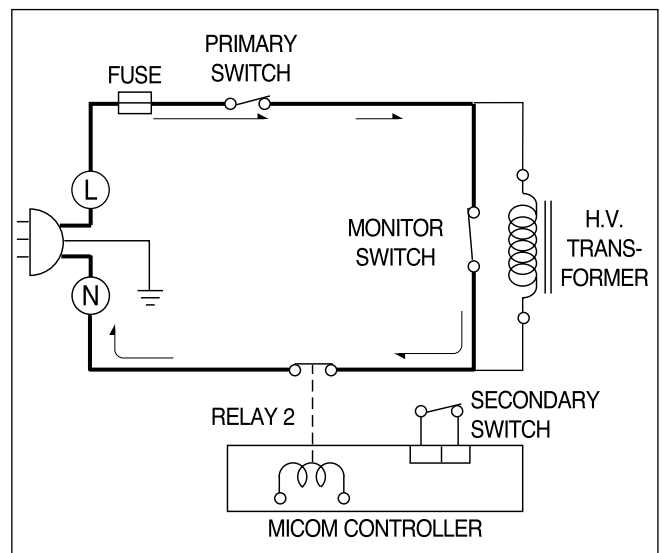 PRIMARY
SWITCH
FUSE
L
MONITOR
SWITCH
H.V.
TRANS-
FORMER
N
RELAY 2
SECONDARY
SWITCH
MICOM CONTROLLER